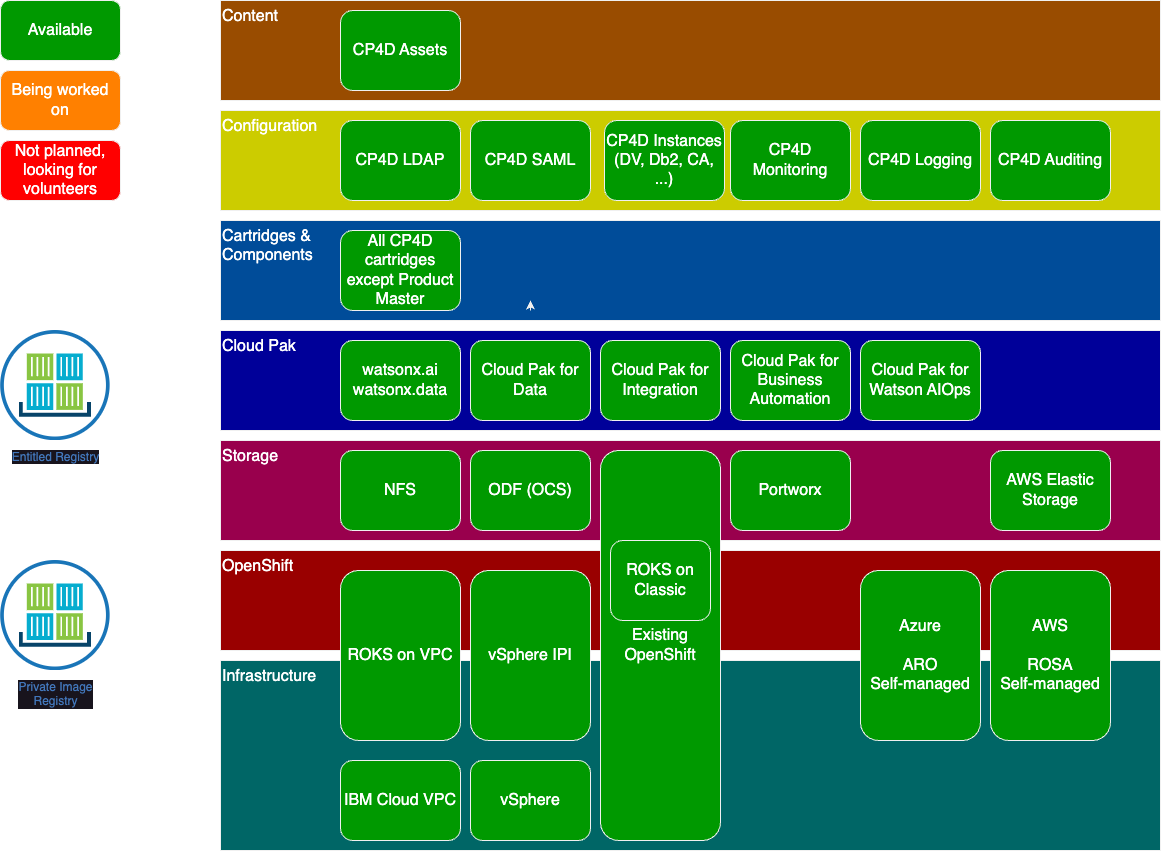 Available
Being worked
on
Not planned,
looking for
volunteers
Content
CP4D Assets
Configuration
CP4D LDAP
CP4D SAML
CP4D Instances
(DV, Db2, CA,
...)
CP4D
Monitoring
CP4D Logging
CP4D Auditing
Cartridges &
Components
All CP4D
cartridges
except Product
Master
Cloud Pak
watsonx.ai
watsonx.data
Cloud Pak for
Data
Cloud Pak for
Integration
Cloud Pak for
Business
Automation
Cloud Pak for
Watson AIOps
Entitled Registry
Storage
NFS
ODF (OCS)
Portworx
AWS Elastic
Storage
OpenShift
ROKS on
Classic
Existing
OpenShift
ROKS on VPC
vSphere IPI
Azure
ARO
Self-managed
AWS
ROSA
Self-managed
Private Image
Registry
Infrastructure
IBM Cloud VPC
vSphere